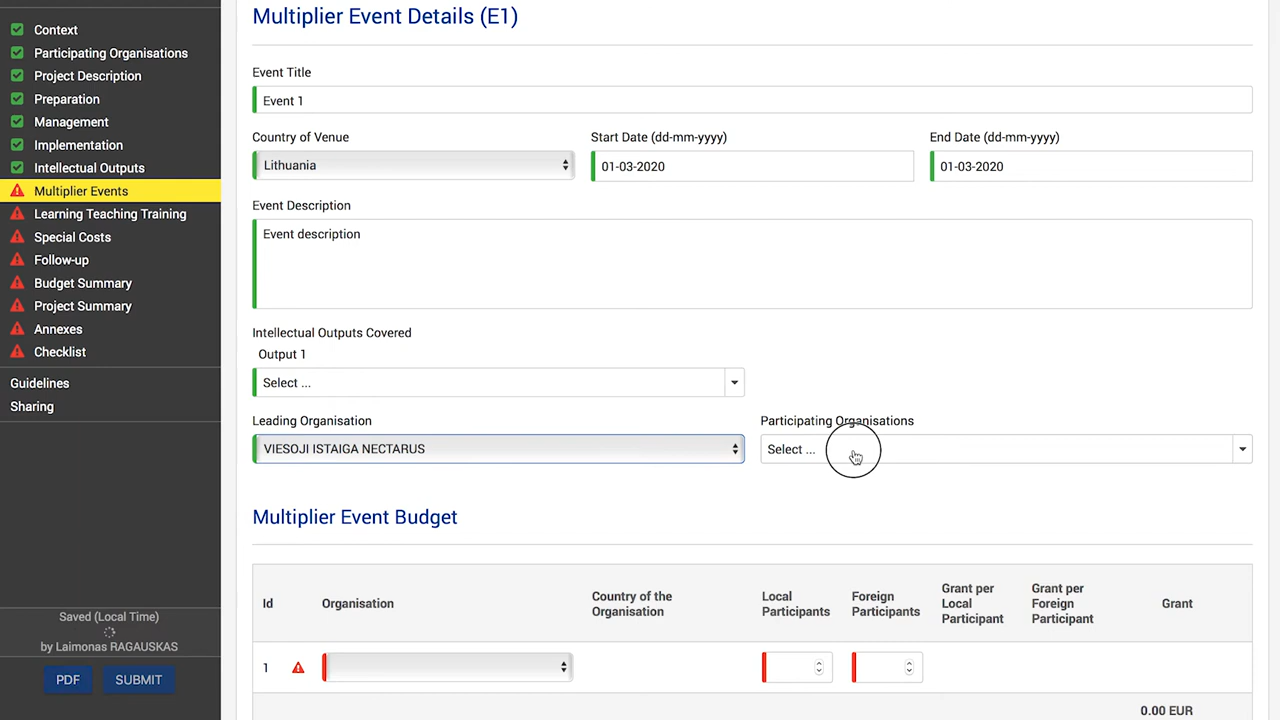 Context
Participating Organisations
Project Description
Preparation
Management
Implementation
Intellectual Outputs
Multiplier Events
Learning Teaching Training
Special Costs
Follow-up
Budget Summary
Project Summary
Annexes
Checklist
Guidelines
Sharing
Saved (Local Time)
by Laimonas RAGAUSKAS
PDF SUBMIT
Multiplier Event Details (E1)
Event Title
Event 1
Country of Venue Start Date (dd-mm-yyyy) End Date (dd-mm-yyyy)
Lithuania 01-03-2020 01-03-2020
Event Description
Event description
Intellectual Outputs Covered
Output 1
Select ...
Leading Organisation Participating Organisations
VIESOJI ISTAIGA NECTARUS Select ...
Multiplier Event Budget
Id Organisation Country of the Organisation Local Participants Foreign Participants Grant per Local Participant Grant per Foreign Participant Grant
1
0.00 EUR